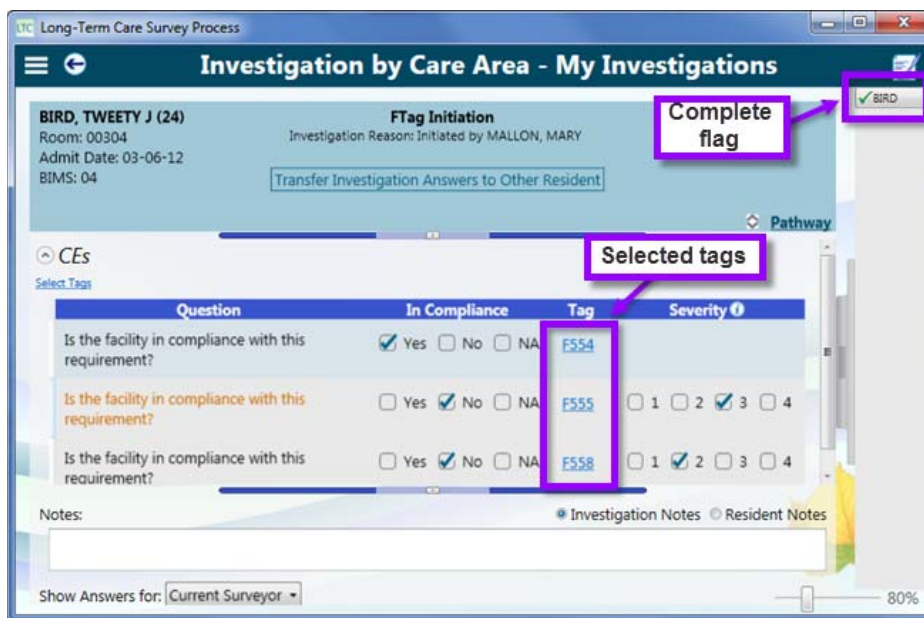 LTC Long-Term Care Survey Process
Investigation by Care Area - My Investigations
BIRD
Complete
flag
BIRD, TWEETY J (24)
Room: 00304
Admit Date: 03-06-12
BIMS: 04
FTag Initiation
Investigation Reason: Initiated by MALLON, MARY
Transfer Investigation Answers to Other Resident
Pathway
Selected tags
CEs
Select Tags
Question In Compliance Tag Severity
Is the facility in compliance with this
requirement?
Yes No NA F554
Is the facility in compliance with this
requirement?
Yes No NA F555 1 2 3 4
Is the facility in compliance with this
requirement?
Yes No NA F558 1 2 3 4
Notes:
Investigation Notes Resident Notes
Show Answers for: Current Surveyor
80%